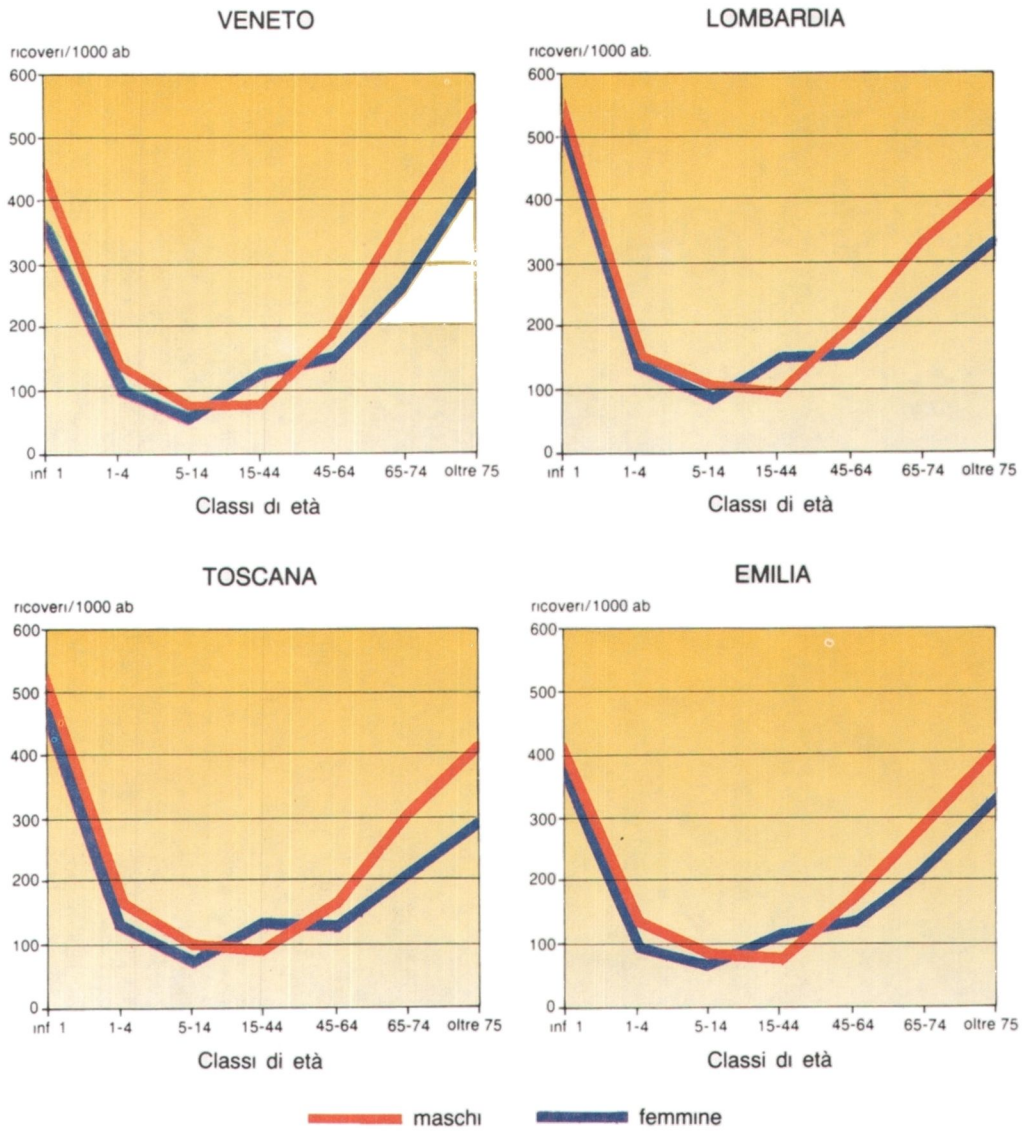 VENETO
ricoveri/1000 ab
600
500
400
300
200
100
0
inf 1 1-4 5-14 15-44 45-64 65-74 oltre 75
Classi di età
LOMBARDIA
ricoveri/1000 ab.
600
500
400
300
200
100
0
inf 1 1-4 5-14 15-44 45-64 65-74 oltre 75
Classi di età
TOSCANA
ricoveri/1000 ab
600
500
400
300
200
100
0
inf 1 1-4 5-14 15-44 45-64 65-74 oltre 75
Classi di età
EMILIA
ricoveri/1000 ab
600
500
400
300
200
100
0
inf 1 1-4 5-14 15-44 45-64 65-74 oltre 75
Classi di età
maschi femmine